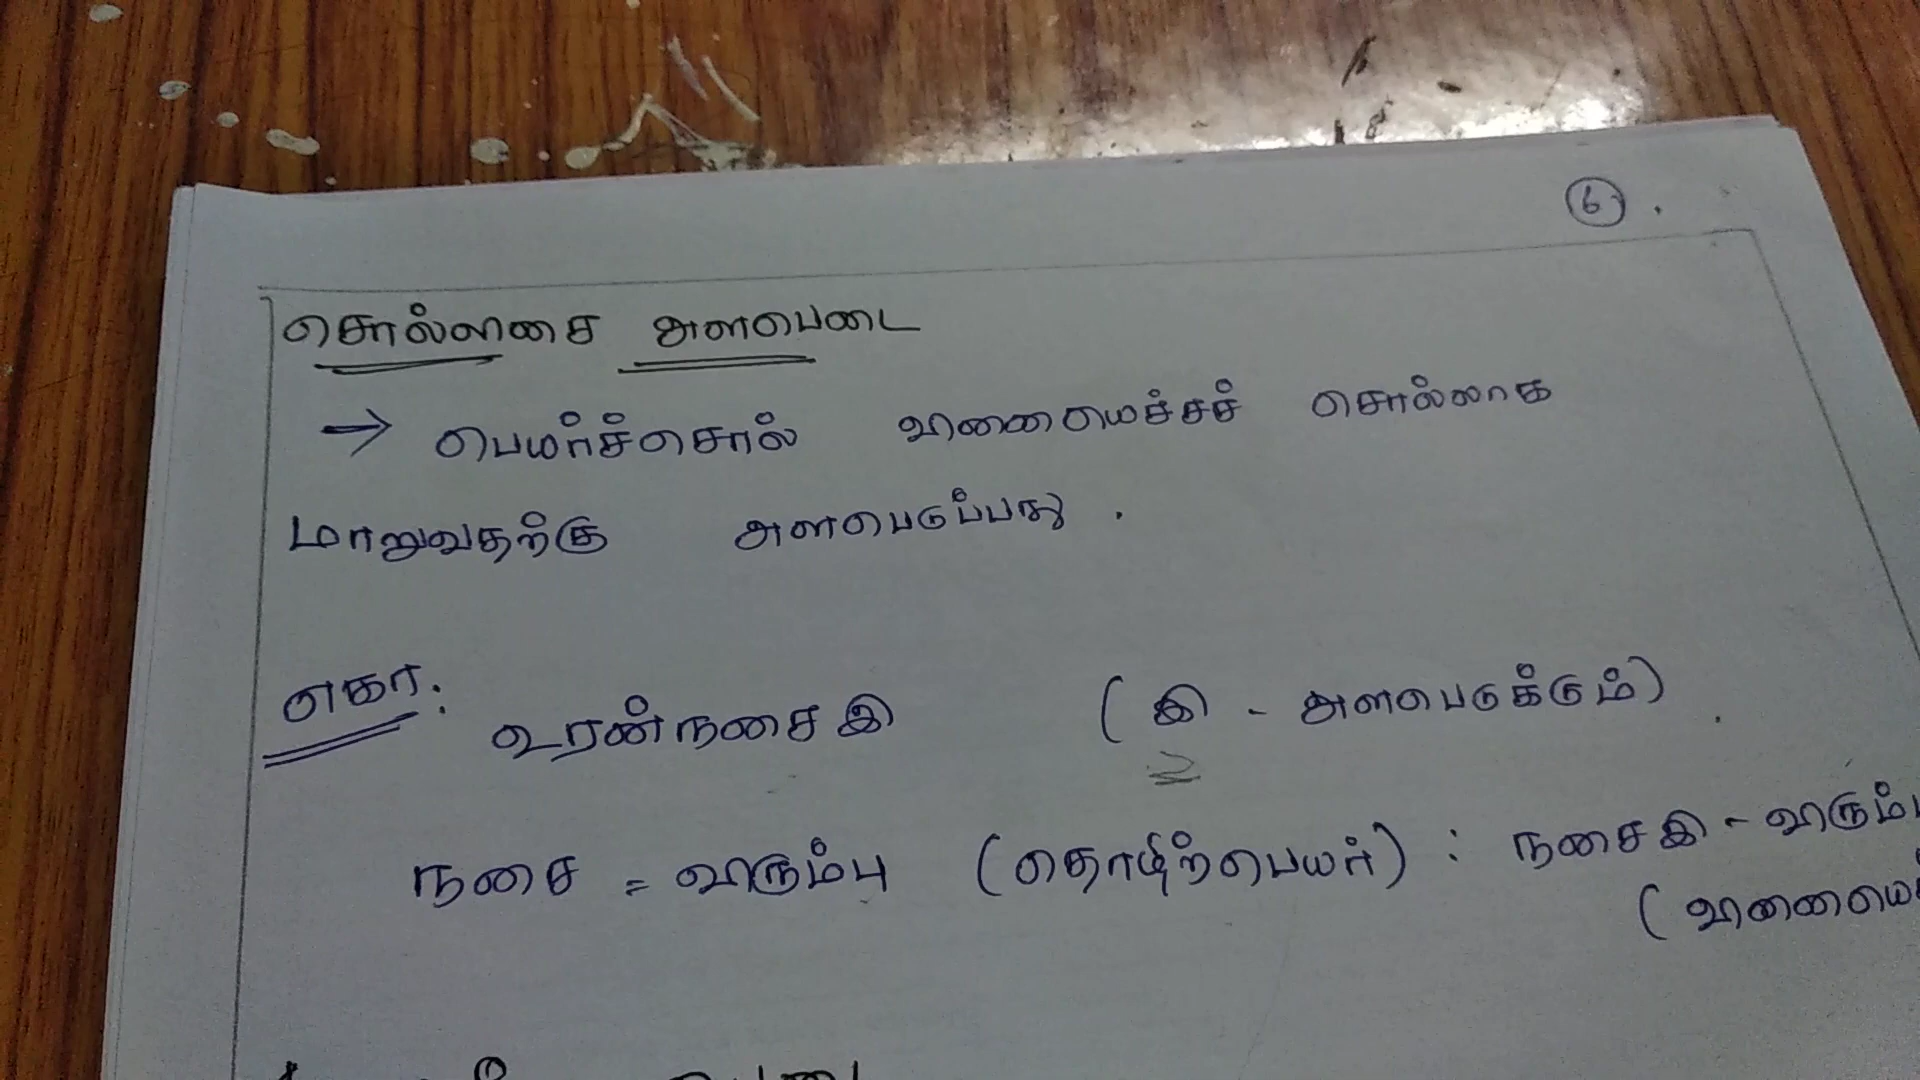 6
சொல்லிசை அளபெடை
→ பெயர்ச்சொல் வினையெச்சச் சொல்லாக
மாறுவதற்கு அளபெடுப்பது .
எகா: உரன்நசைஇ ( இ - அளபெடுக்கும்)
நசை = விரும்பு (தொழிற்பெயர்) : நசைஇ -